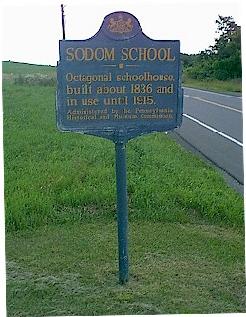 SODOM SCHOOL
Octagonal schoolhouse,
built about 1836 and
in use until 1915.
Administered by the Pennsylvania
Historical and Museum Commission